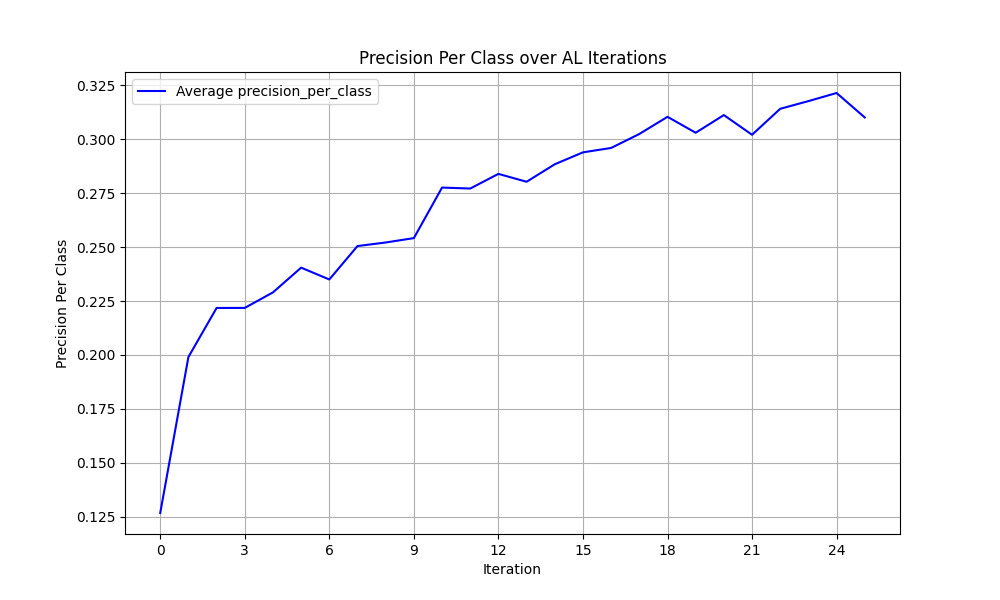 Precision Per Class over AL Iterations
Average precision_per_class
Precision Per Class
0.325
0.300
0.275
0.250
0.225
0.200
0.175
0.150
0.125
0 3 6 9 12 15 18 21 24
Iteration